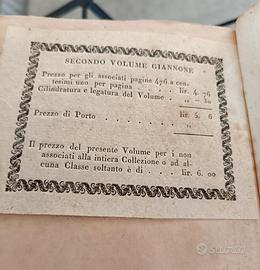 SECONDO VOLUME GIANNONE
Prezzo per gli associati pagine 476 a cen-
tesimi uno per pagina . . . . . lir. 4. 76
Cilindratura e legatura del Volume . ,, — 30
Prezzo di Porto . . . . . lir. 5. 6
,,
Il prezzo del presente Volume per i non
associati alla intiera Collezione o ad al-
cuna Classe soltanto è di . . . lir. 6. 00
subito.it